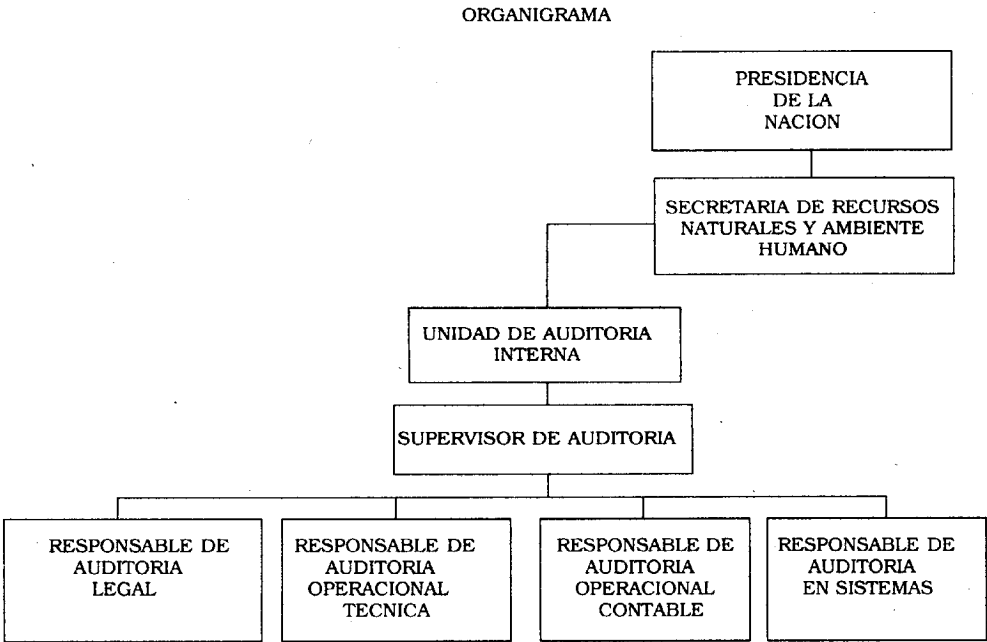 ORGANIGRAMA
PRESIDENCIA
DE LA
NACION
SECRETARIA DE RECURSOS
NATURALES Y AMBIENTE
HUMANO
UNIDAD DE AUDITORIA
INTERNA
SUPERVISOR DE AUDITORIA
RESPONSABLE DE
AUDITORIA
LEGAL
RESPONSABLE DE
AUDITORIA
OPERACIONAL
TECNICA
RESPONSABLE DE
AUDITORIA
OPERACIONAL
CONTABLE
RESPONSABLE DE
AUDITORIA
EN SISTEMAS